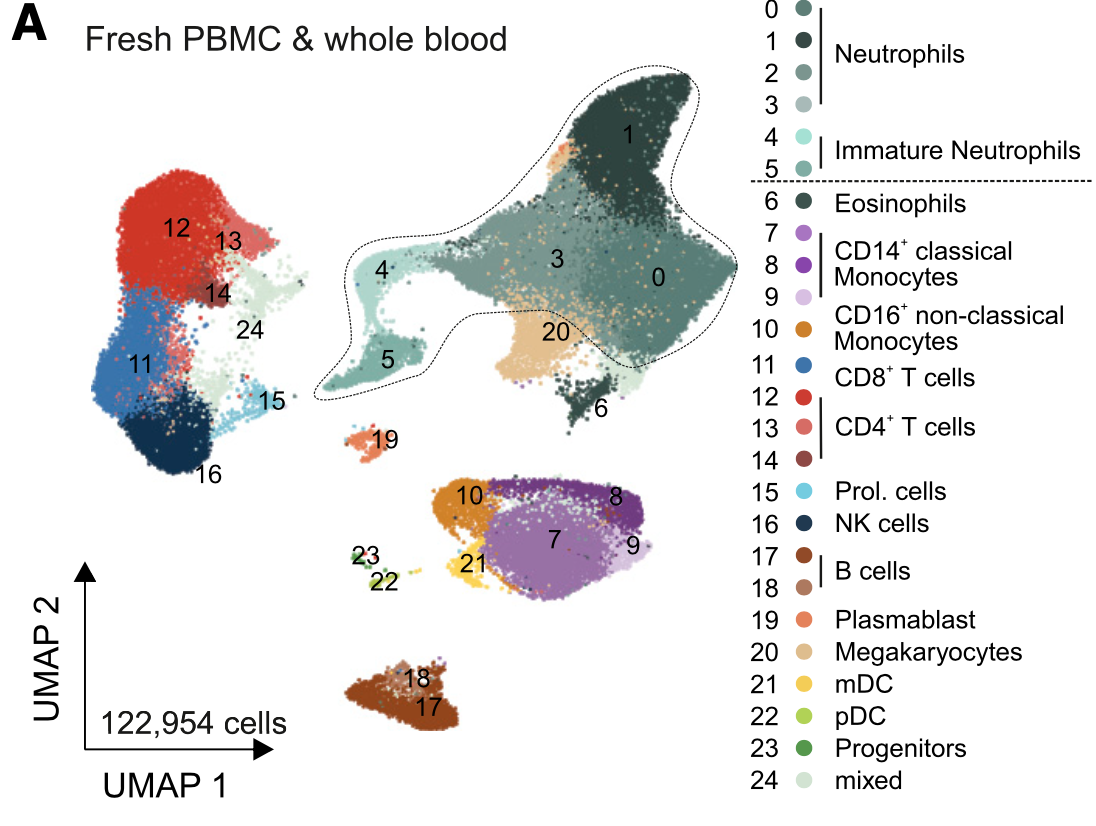 A
Fresh PBMC & whole blood
1
12
13
4
3
0
14
24
20
11
5
15
6
19
16
10
8
7
9
23
21
22
18
17
UMAP 2
122,954 cells
UMAP 1
0
1
Neutrophils
2
3
4
Immature Neutrophils
5
6 Eosinophils
7
8 CD14⁺ classical
Monocytes
9
10 CD16⁺ non-classical
Monocytes
11 CD8⁺ T cells
12
13 CD4⁺ T cells
14
15 Prol. cells
16 NK cells
17
B cells
18
19 Plasmablast
20 Megakaryocytes
21 mDC
22 pDC
23 Progenitors
24 mixed